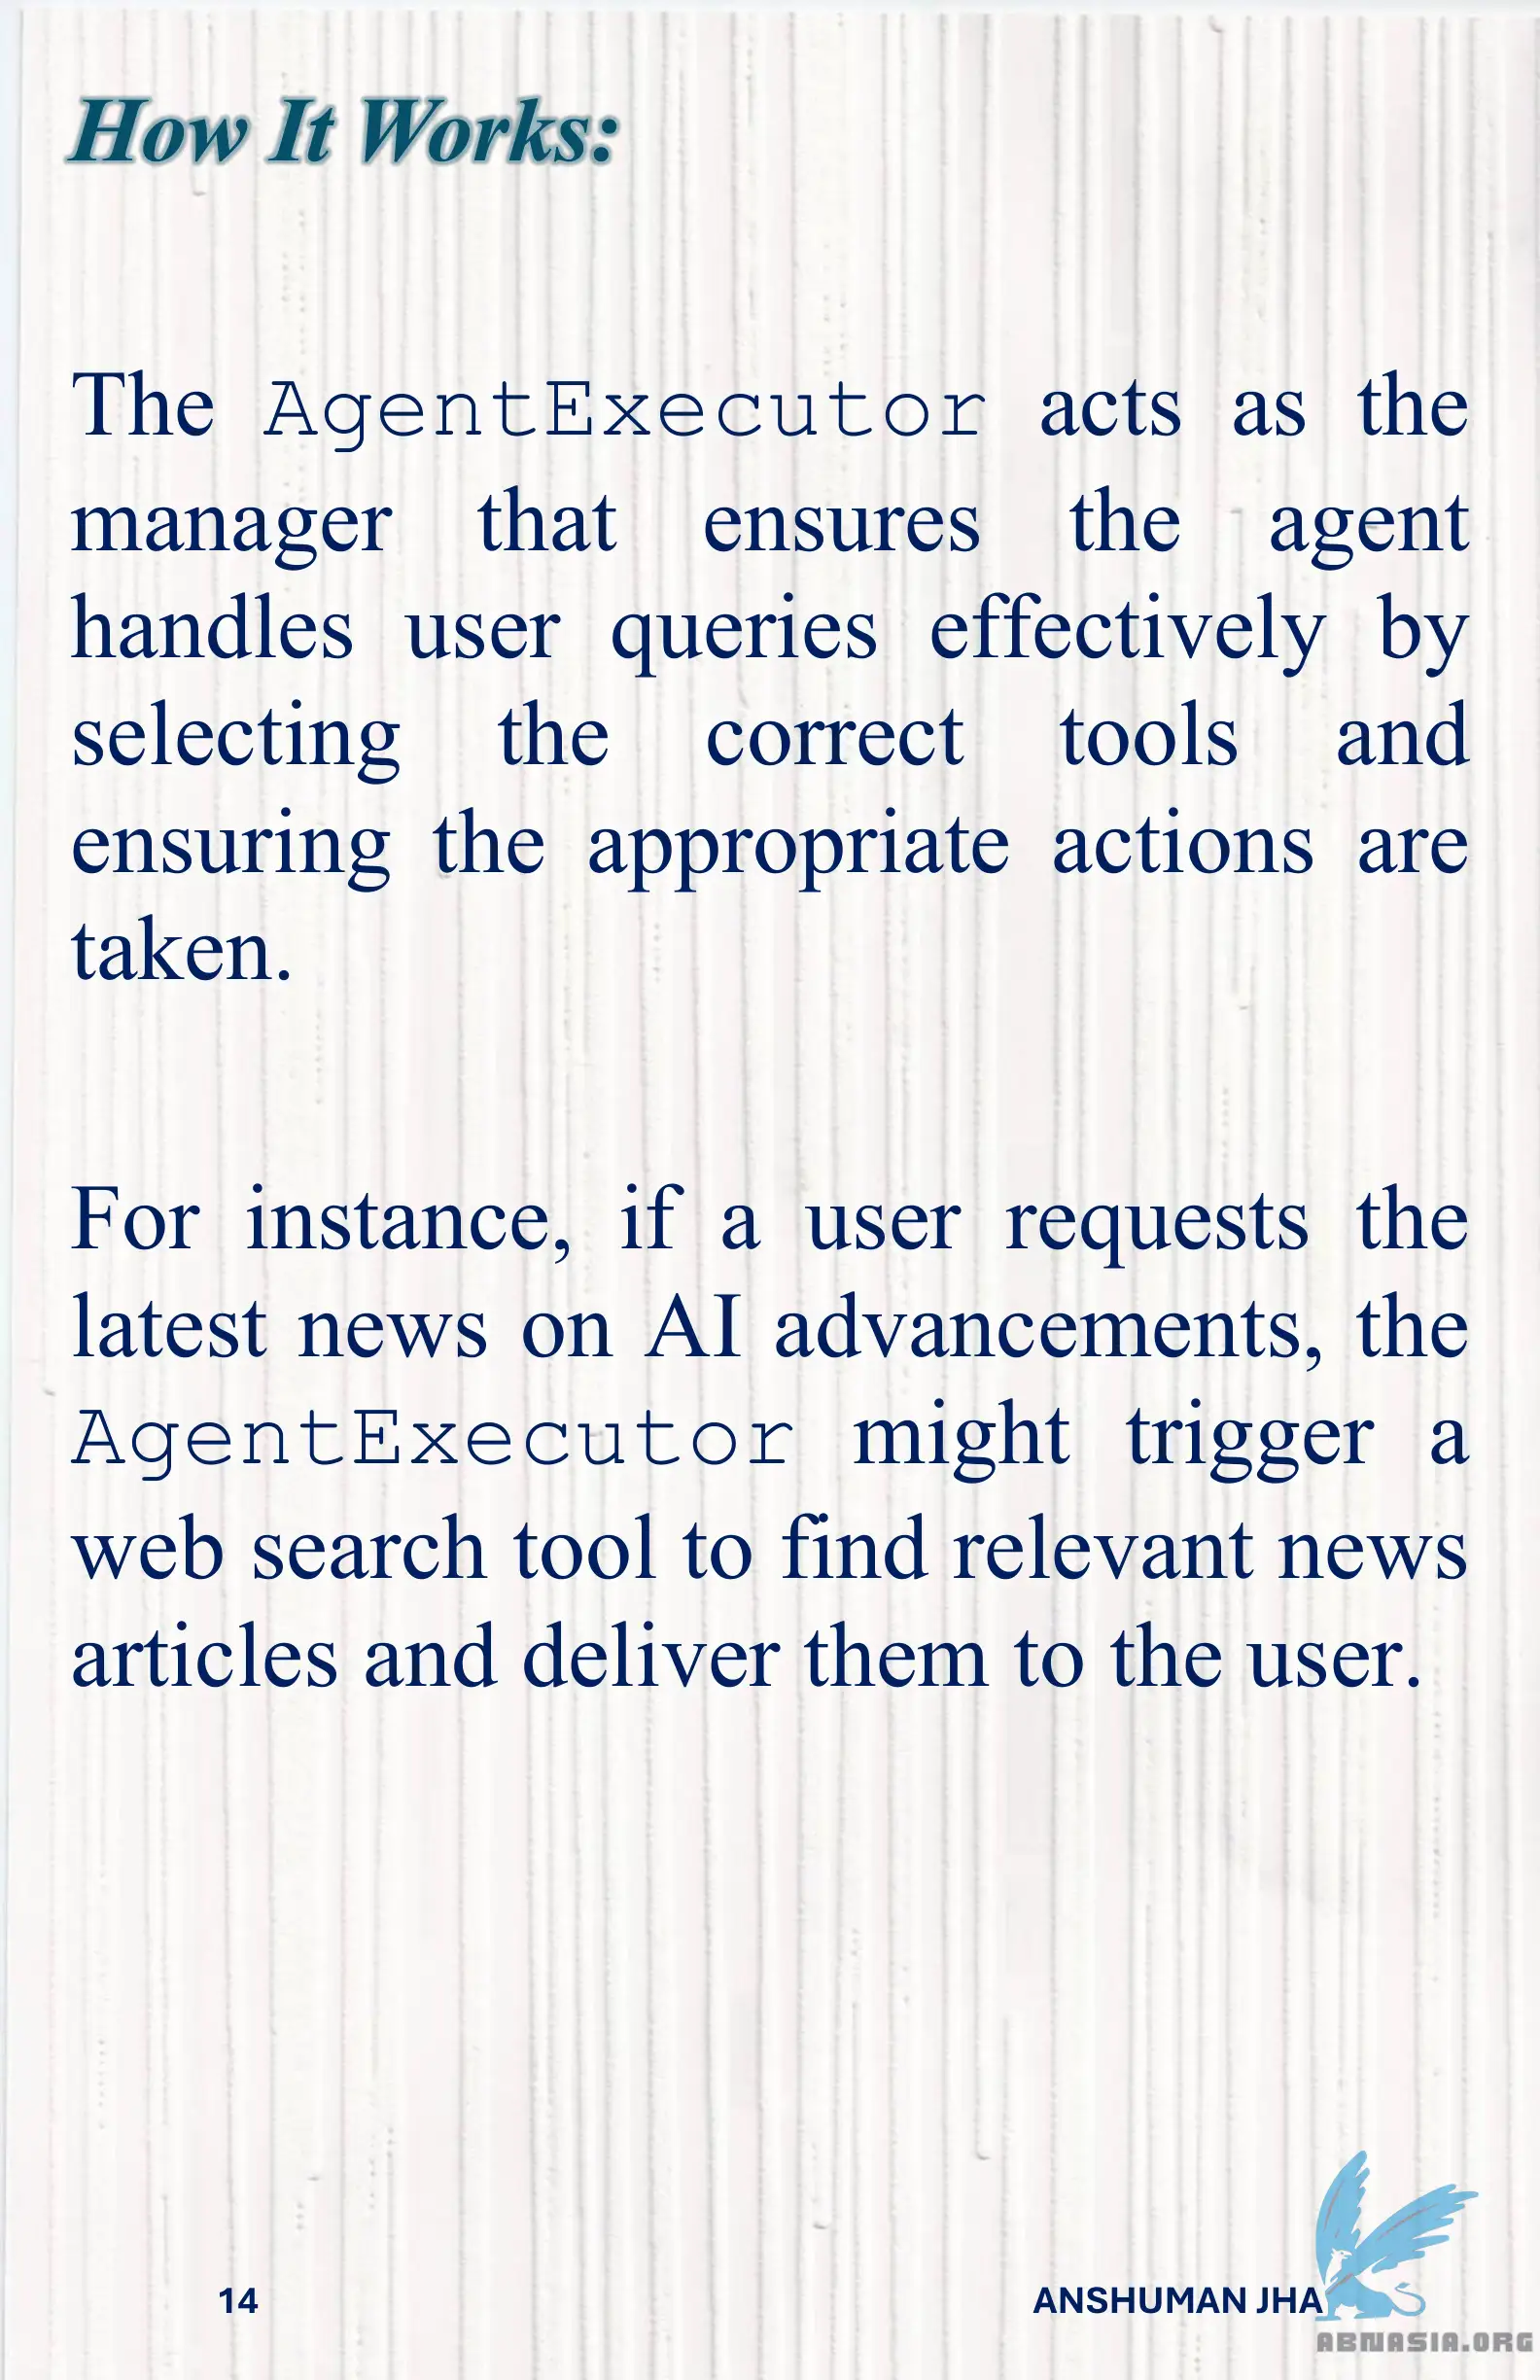 How It Works:
The AgentExecutor acts as the
manager that ensures the agent
handles user queries effectively by
selecting the correct tools and
ensuring the appropriate actions are
taken.
For instance, if a user requests the
latest news on AI advancements, the
AgentExecutor might trigger a
web search tool to find relevant news
articles and deliver them to the user.
14 ANSHUMAN JHA
ABNASIA.ORG